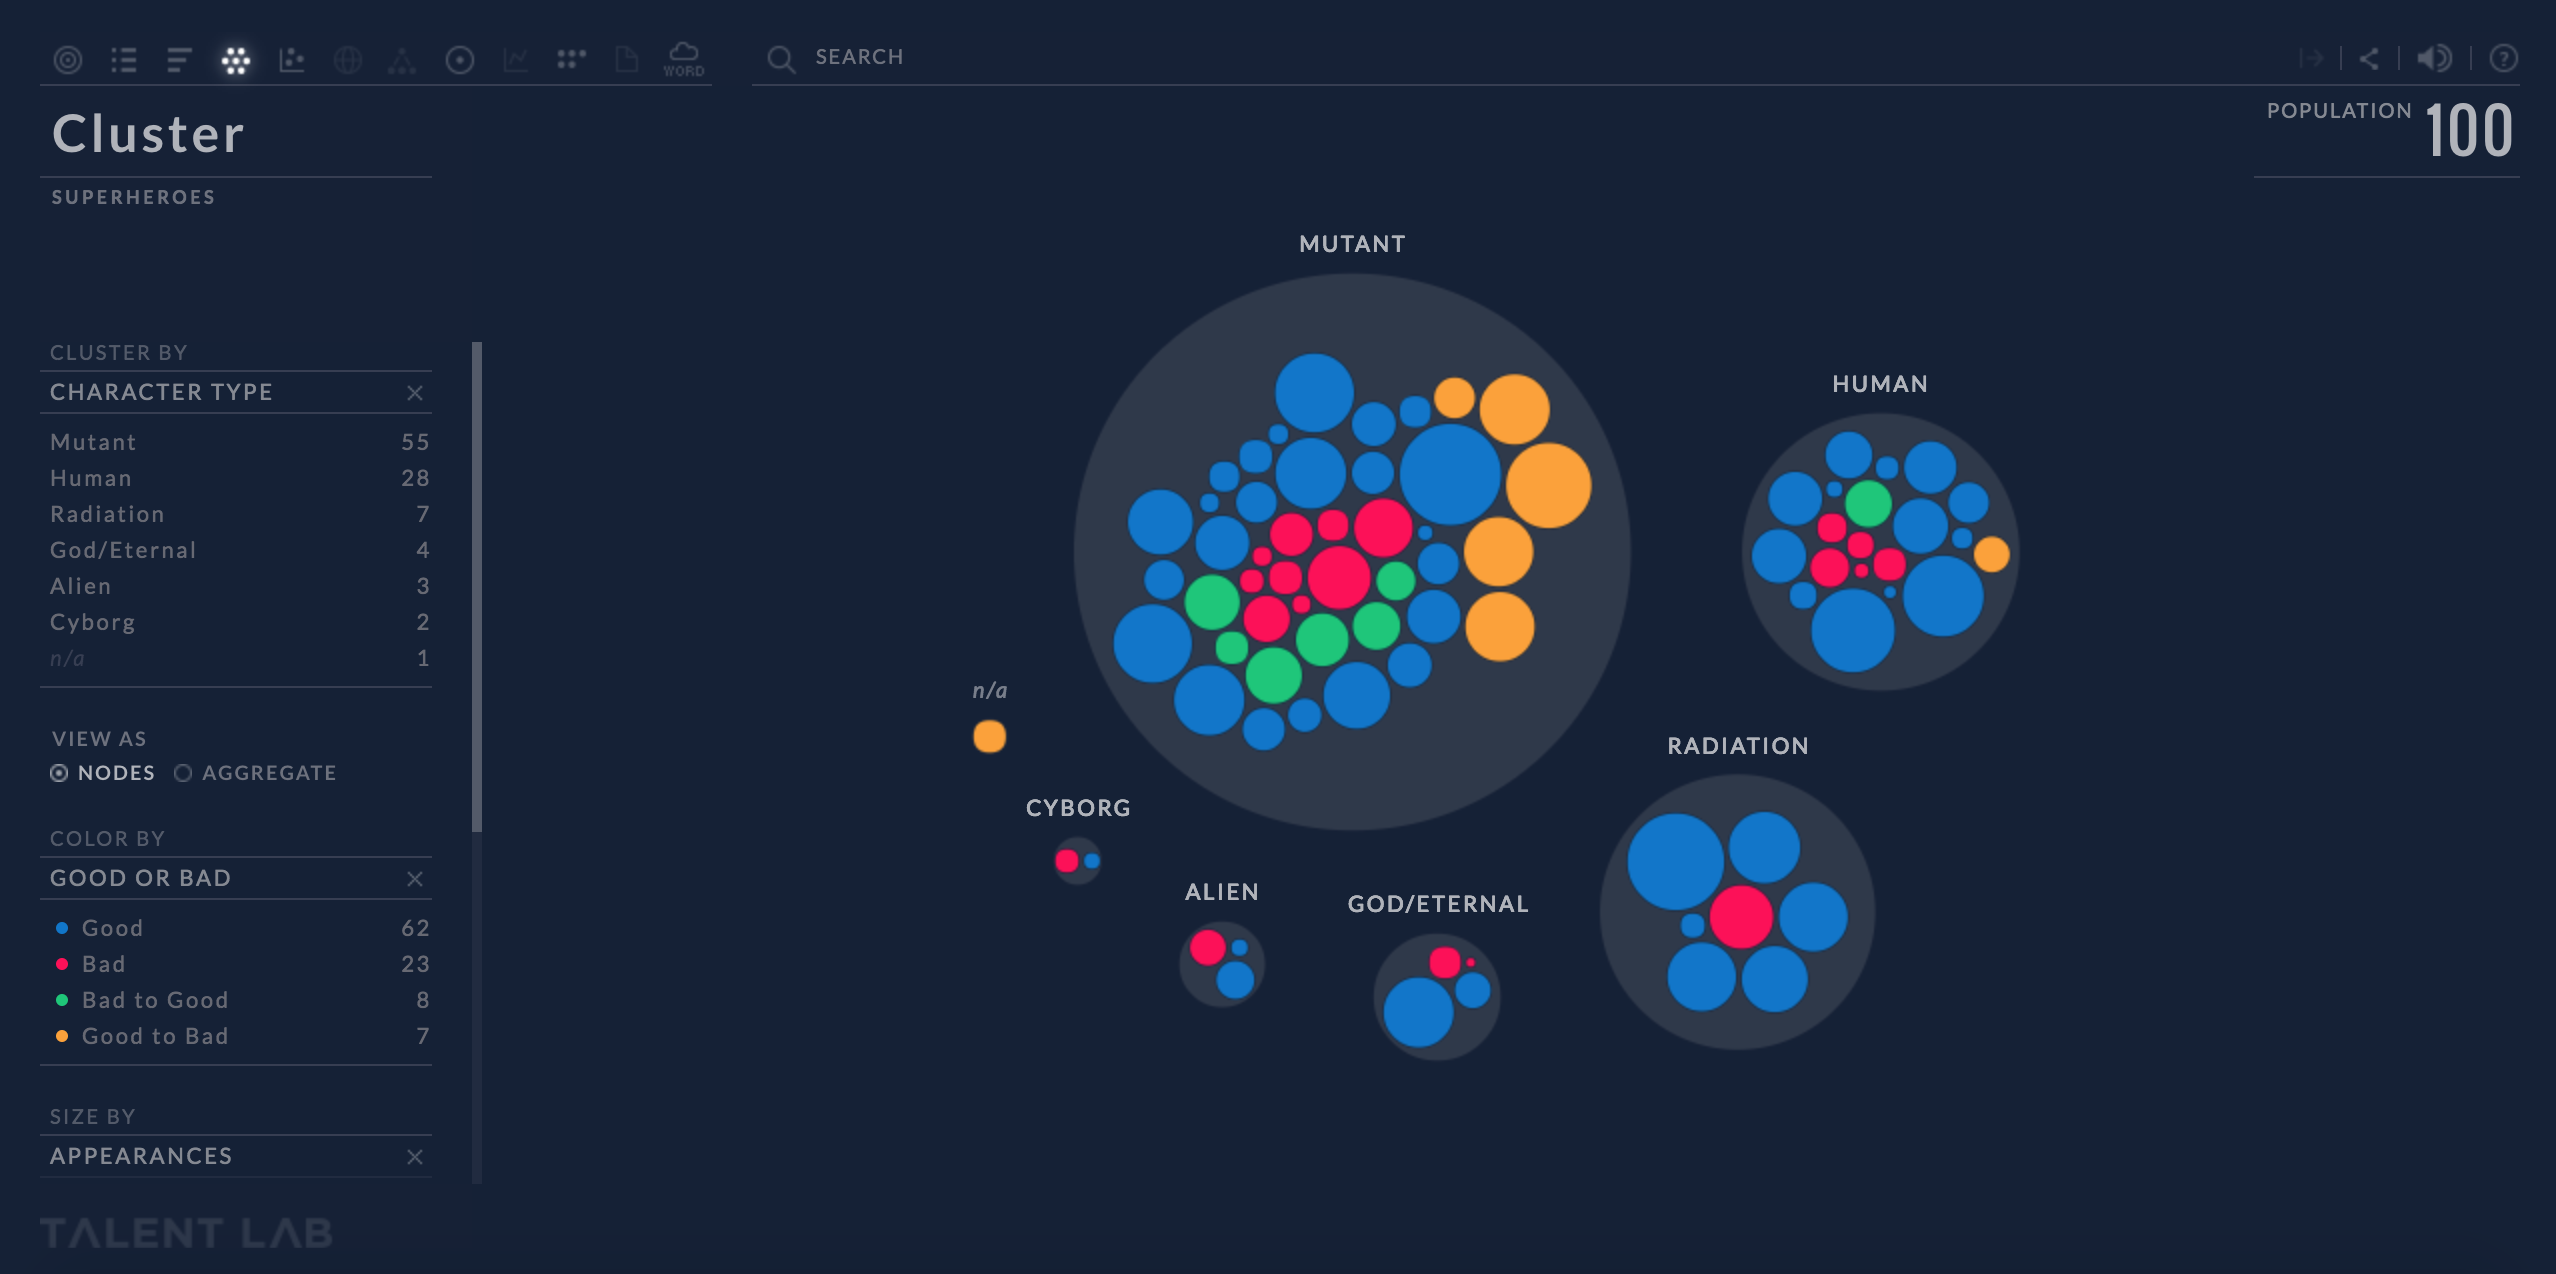 WORD
SEARCH
Cluster
POPULATION 100
SUPERHEROES
CLUSTER BY
CHARACTER TYPE
Mutant 55
Human 28
Radiation 7
God/Eternal 4
Alien 3
Cyborg 2
n/a 1
VIEW AS
NODES AGGREGATE
COLOR BY
GOOD OR BAD
Good 62
Bad 23
Bad to Good 8
Good to Bad 7
SIZE BY
APPEARANCES
TALENT LAB
MUTANT
HUMAN
n/a
RADIATION
CYBORG
ALIEN
GOD/ETERNAL